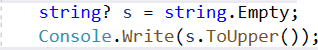 string? s = string.Empty;
Console.Write(s.ToUpper());